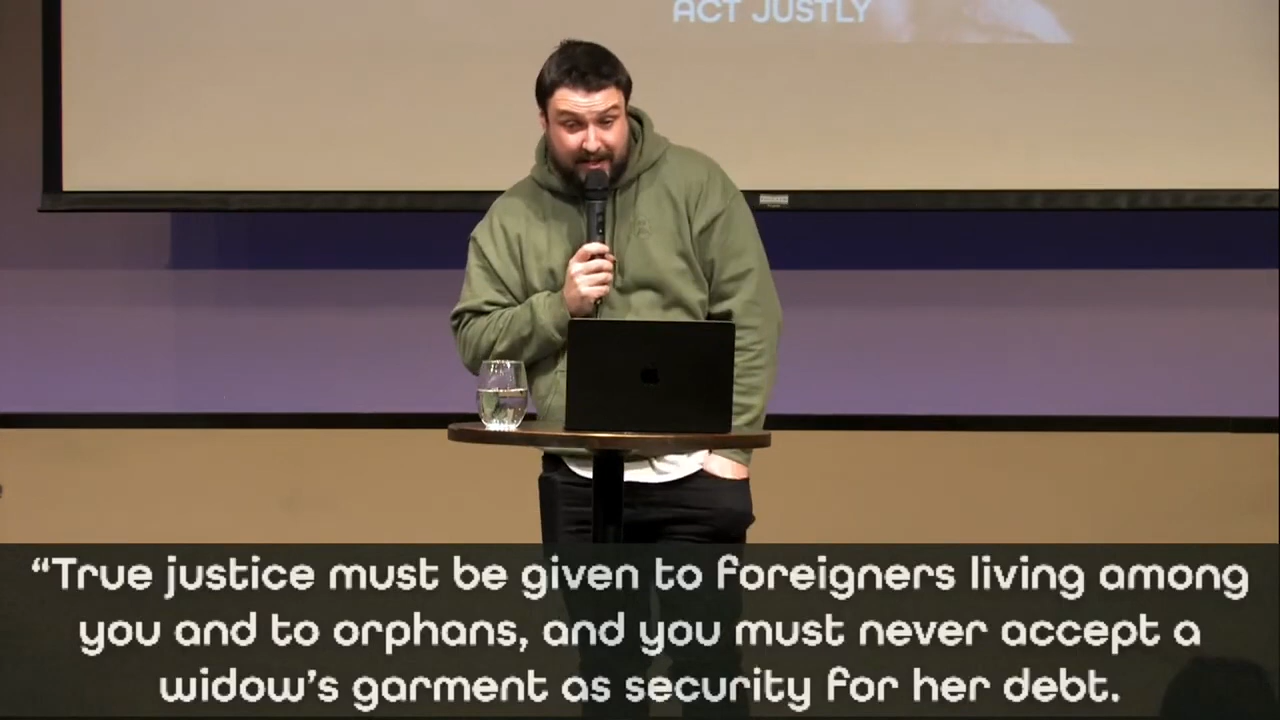 ACT JUSTLY
“True justice must be given to foreigners living among
you and to orphans, and you must never accept a
widow’s garment as security for her debt.